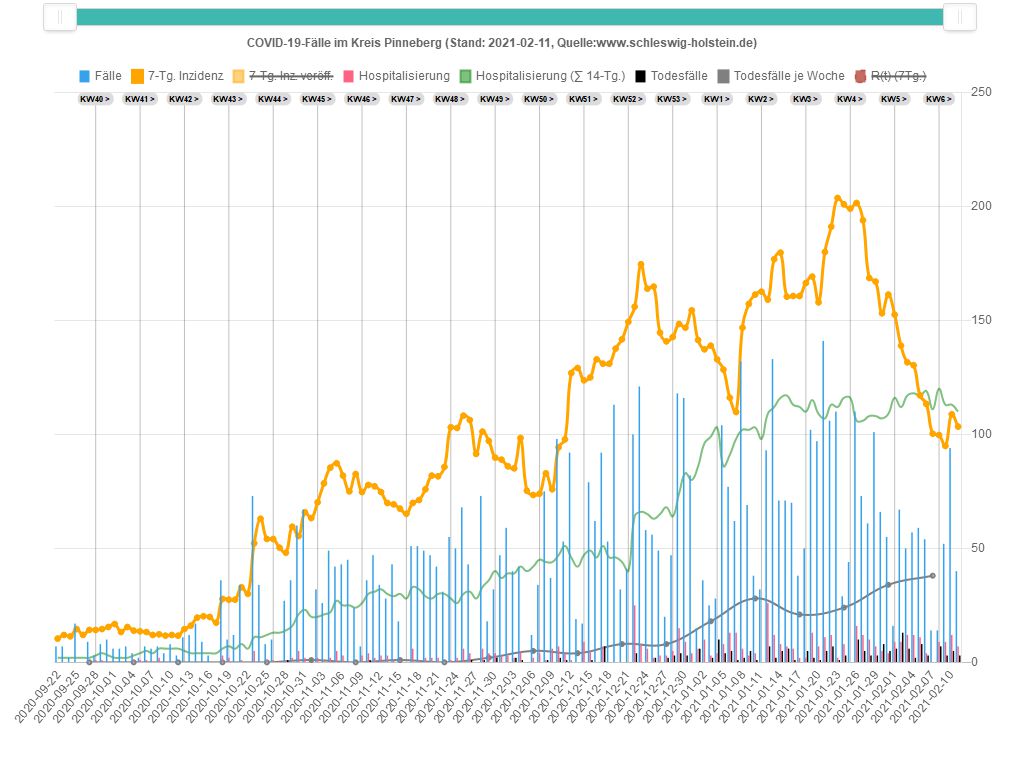 COVID-19-Fälle im Kreis Pinneberg (Stand: 2021-02-11, Quelle:www.schleswig-holstein.de)
Fälle 7-Tg. Inzidenz 7-Tg. Inz. veröff. Hospitalisierung Hospitalisierung (∑ 14-Tg.) Todesfälle Todesfälle je Woche R(t) (7Tg.)
KW40 > KW41 > KW42 > KW43 > KW44 > KW45 > KW46 > KW47 > KW48 > KW49 > KW50 > KW51 > KW52 > KW53 > KW1 > KW2 > KW3 > KW4 > KW5 > KW6 >
250
200
150
100
50
0
2020-09-22 2020-09-25 2020-09-28 2020-10-01 2020-10-04 2020-10-07 2020-10-10 2020-10-13 2020-10-16 2020-10-19 2020-10-22 2020-10-25 2020-10-28 2020-10-31 2020-11-03 2020-11-06 2020-11-09 2020-11-12 2020-11-15 2020-11-18 2020-11-21 2020-11-24 2020-11-27 2020-11-30 2020-12-03 2020-12-06 2020-12-09 2020-12-12 2020-12-15 2020-12-18 2020-12-21 2020-12-24 2020-12-27 2020-12-30 2021-01-02 2021-01-05 2021-01-08 2021-01-11 2021-01-14 2021-01-17 2021-01-20 2021-01-23 2021-01-26 2021-01-29 2021-02-01 2021-02-04 2021-02-07 2021-02-10